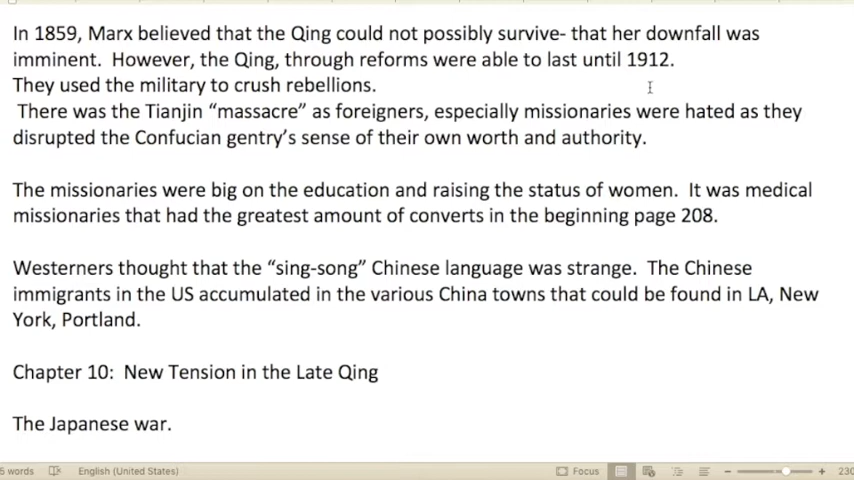 In 1859, Marx believed that the Qing could not possibly survive- that her downfall was
imminent.  However, the Qing, through reforms were able to last until 1912.
They used the military to crush rebellions.
There was the Tianjin “massacre” as foreigners, especially missionaries were hated as they
disrupted the Confucian gentry’s sense of their own worth and authority.
The missionaries were big on the education and raising the status of women.  It was medical
missionaries that had the greatest amount of converts in the beginning page 208.
Westerners thought that the “sing-song” Chinese language was strange.  The Chinese
immigrants in the US accumulated in the various China towns that could be found in LA, New
York, Portland.
Chapter 10:  New Tension in the Late Qing
The Japanese war.
5 words English (United States) Focus 230